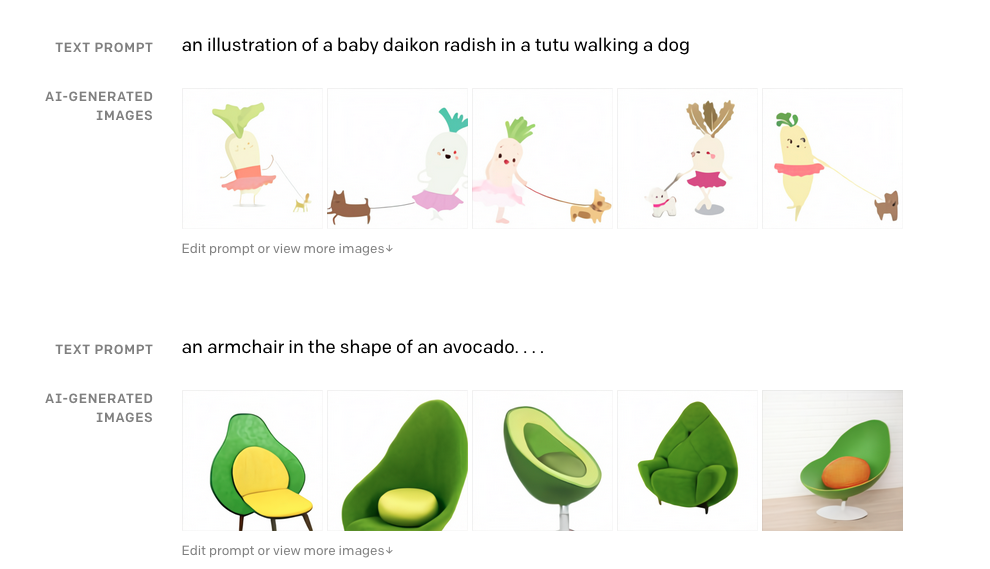 TEXT PROMPT
an illustration of a baby daikon radish in a tutu walking a dog
AI-GENERATED
IMAGES
Edit prompt or view more images↓
TEXT PROMPT
an armchair in the shape of an avocado. . . .
AI-GENERATED
IMAGES
Edit prompt or view more images↓